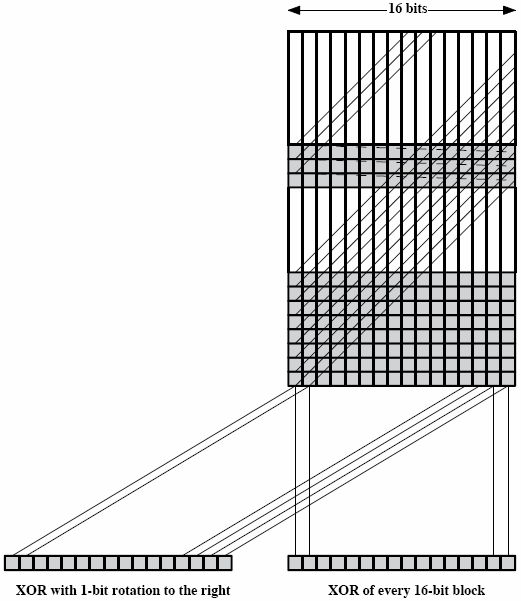 16 bits
XOR with 1-bit rotation to the right
XOR of every 16-bit block